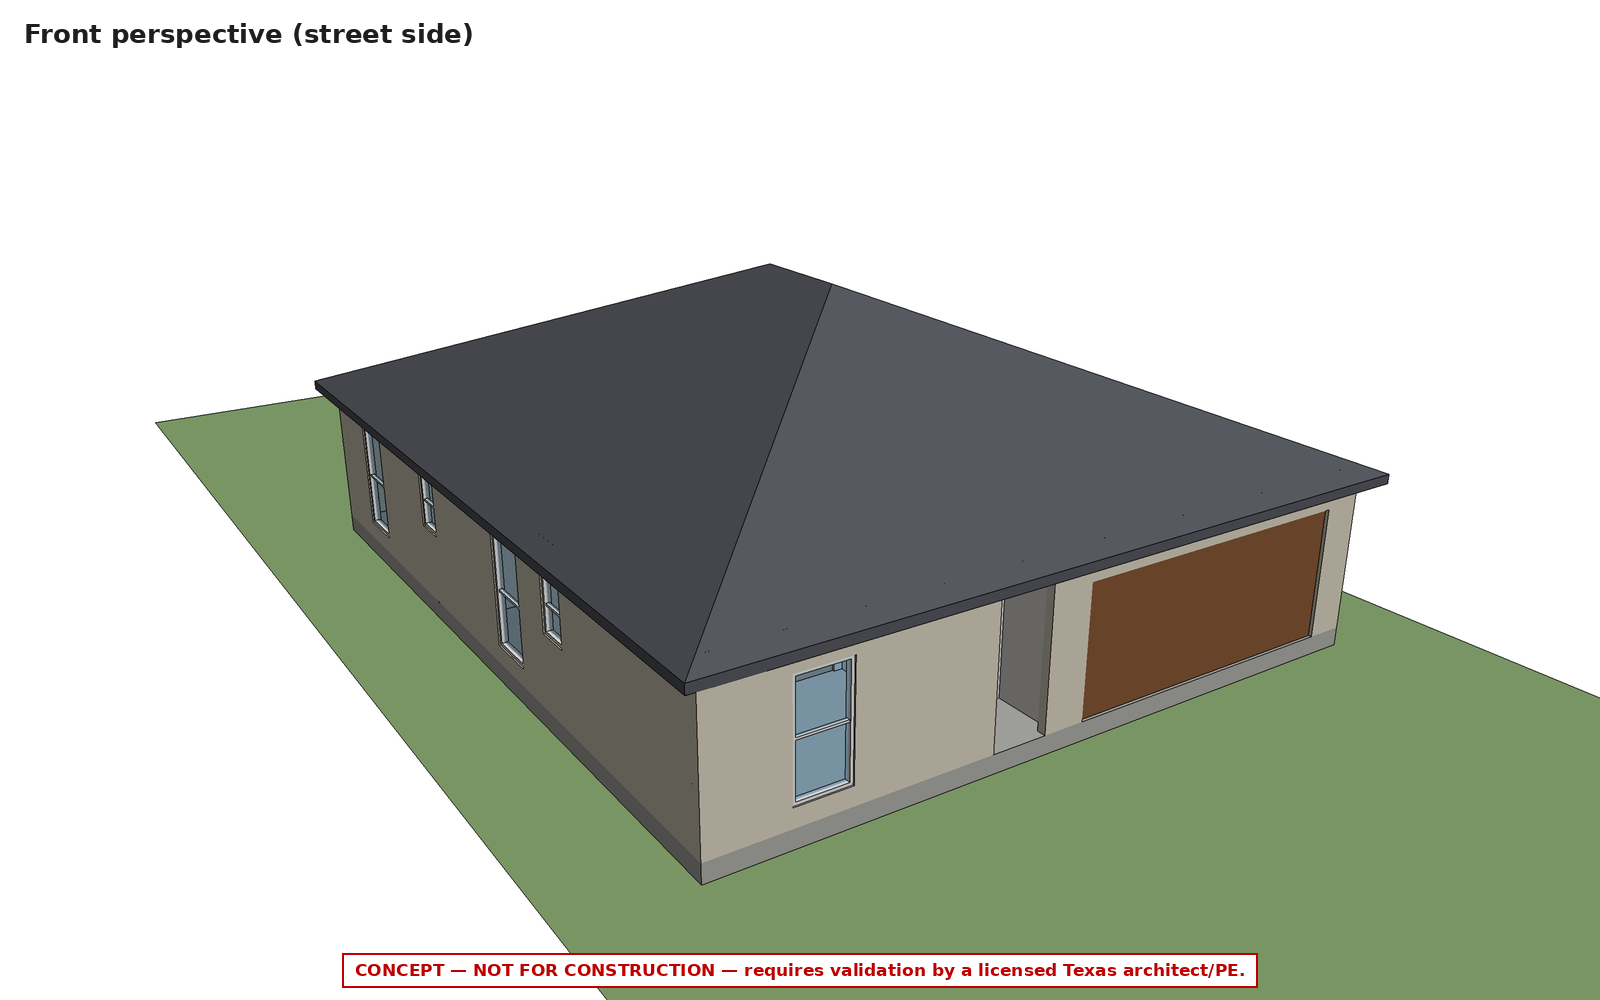 Front perspective (street side)
CONCEPT — NOT FOR CONSTRUCTION — requires validation by a licensed Texas architect/PE.